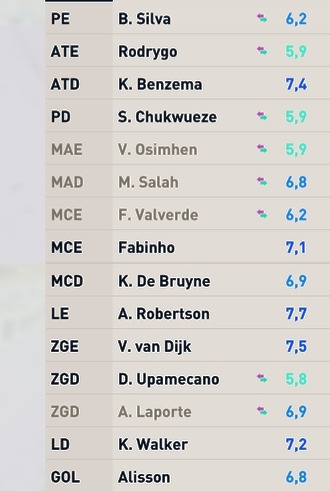 PE B. Silva 6,2
ATE Rodrygo 5,9
ATD K. Benzema 7,4
PD S. Chukwueze 5,9
MAE V. Osimhen 5,9
MAD M. Salah 6,8
MCE F. Valverde 6,2
MCE Fabinho 7,1
MCD K. De Bruyne 6,9
LE A. Robertson 7,7
ZGE V. van Dijk 7,5
ZGD D. Upamecano 5,8
ZGD A. Laporte 6,9
LD K. Walker 7,2
GOL Alisson 6,8